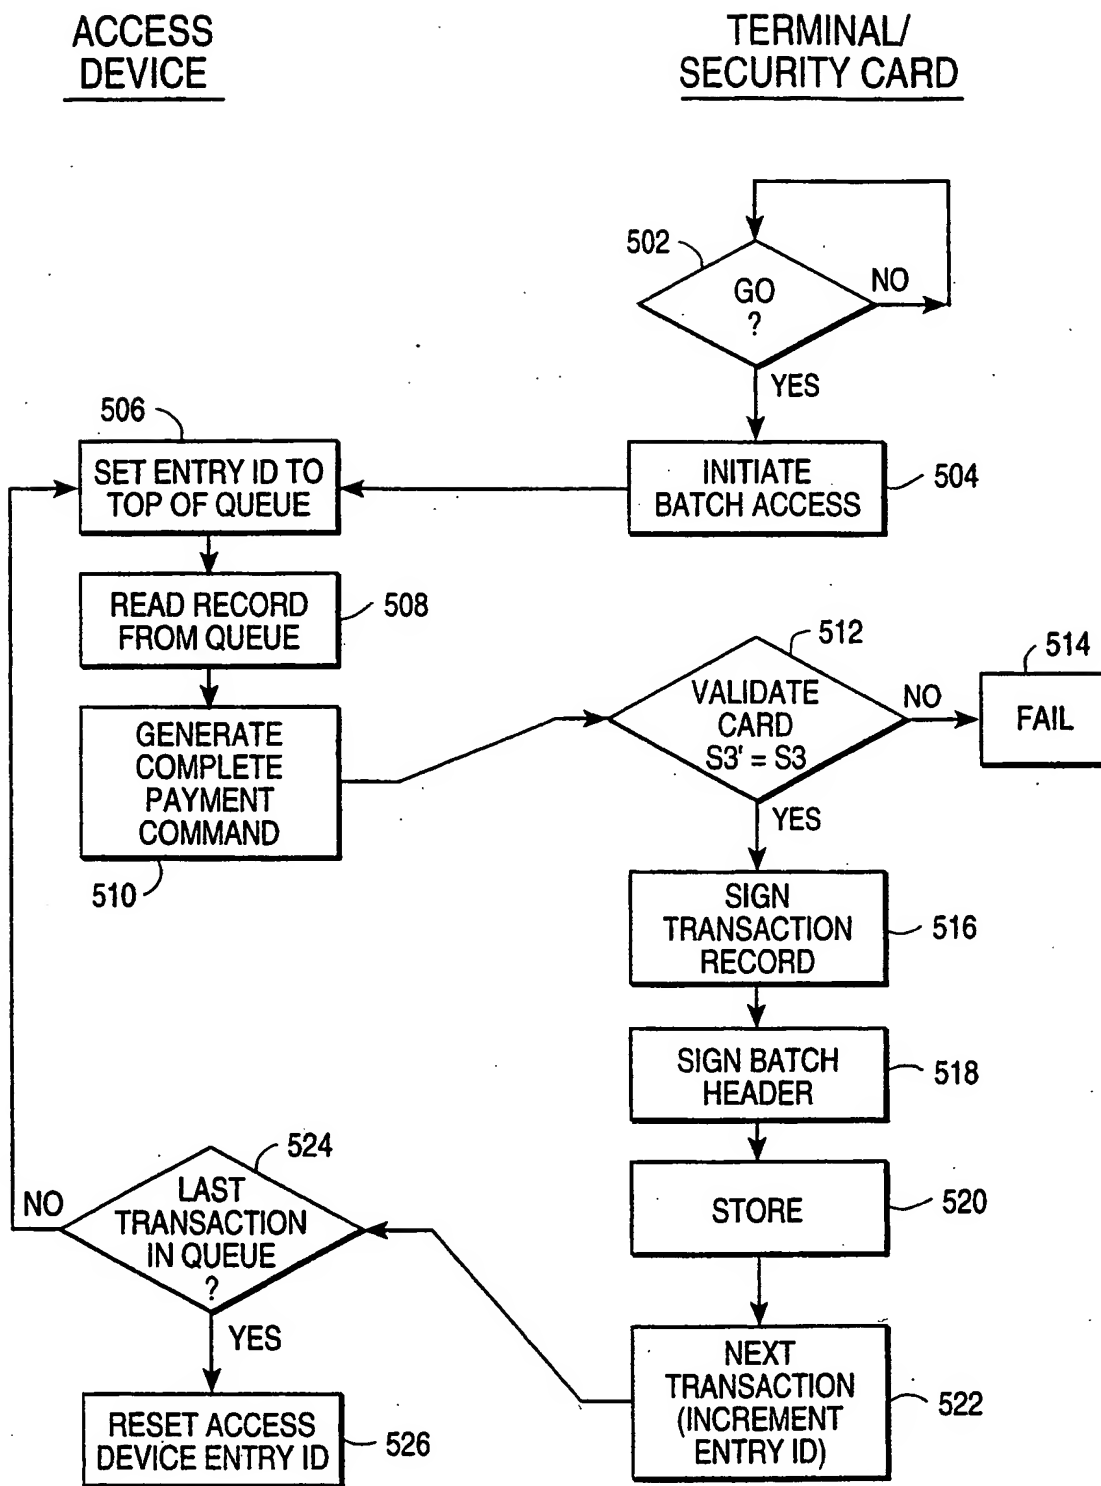 ACCESS
DEVICE
TERMINAL/
SECURITY CARD
502
GO
?
NO
YES
506
SET ENTRY ID TO
TOP OF QUEUE
INITIATE
BATCH ACCESS
504
READ RECORD
FROM QUEUE
508
GENERATE
COMPLETE
PAYMENT
COMMAND
510
512
VALIDATE
CARD
S3' = S3
NO
514
FAIL
YES
SIGN
TRANSACTION
RECORD
516
SIGN BATCH
HEADER
518
STORE
520
524
NO
LAST
TRANSACTION
IN QUEUE
?
YES
NEXT
TRANSACTION
(INCREMENT
ENTRY ID)
522
RESET ACCESS
DEVICE ENTRY ID
526